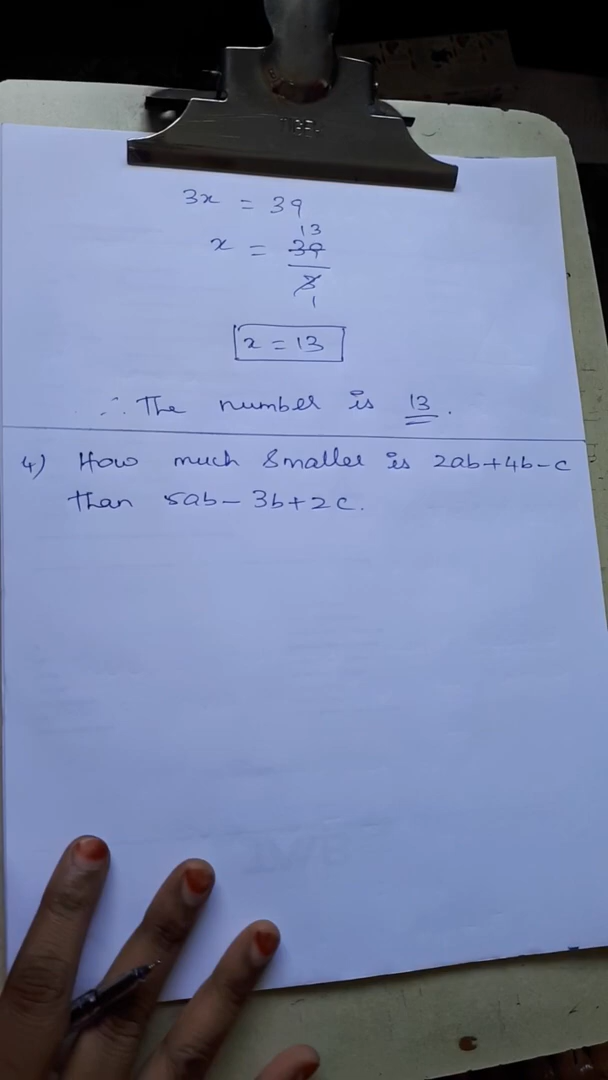 3x = 39
13
x = 39
3
1
x = 13
∴ The number is 13.
4) How much smaller is 2ab+4b-c
than 5ab-3b+2c.